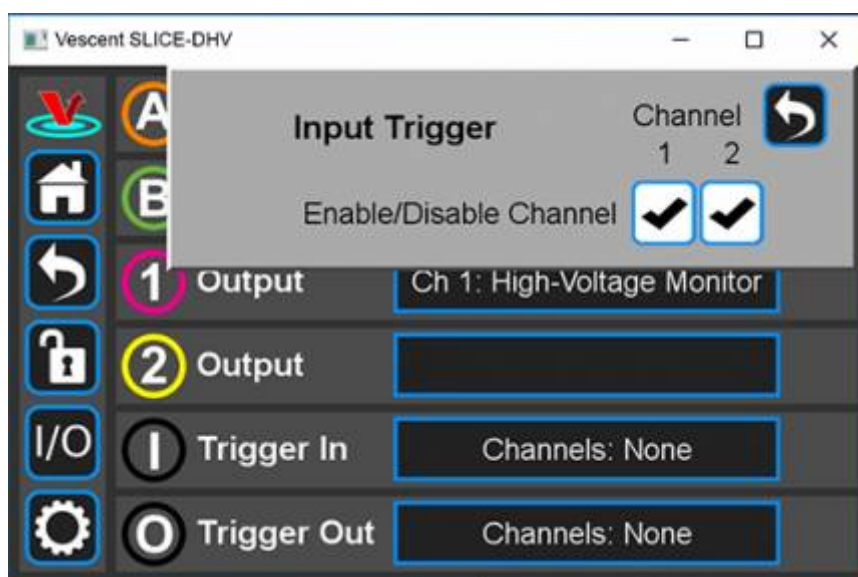 Vescent SLICE-DHV
A
Input Trigger
Channel
1 2
B
Enable/Disable Channel
1 Output Ch 1: High-Voltage Monitor
2 Output
I/O
I Trigger In Channels: None
O Trigger Out Channels: None